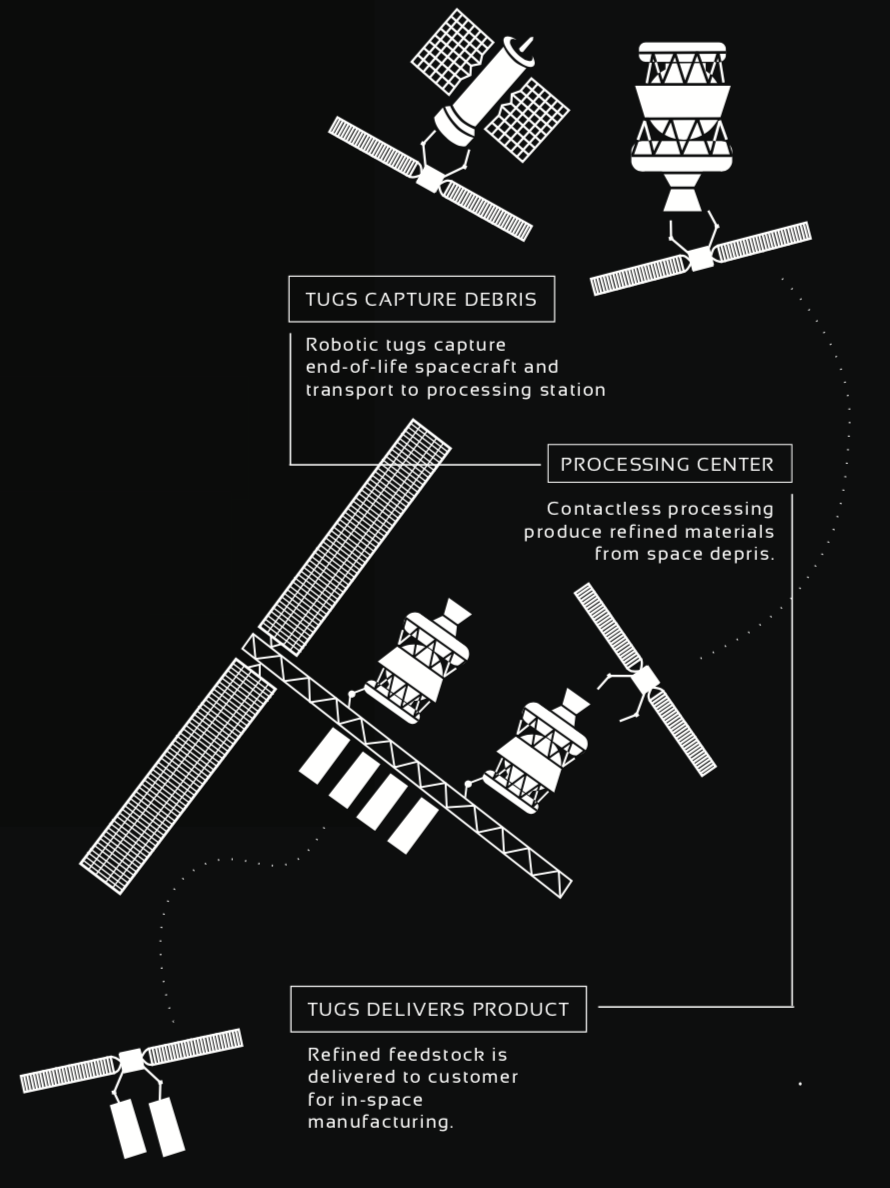 TUGS CAPTURE DEBRIS
Robotic tugs capture
end-of-life spacecraft and
transport to processing station
PROCESSING CENTER
Contactless processing
produce refined materials
from space depris.
TUGS DELIVERS PRODUCT
Refined feedstock is
delivered to customer
for in-space
manufacturing.